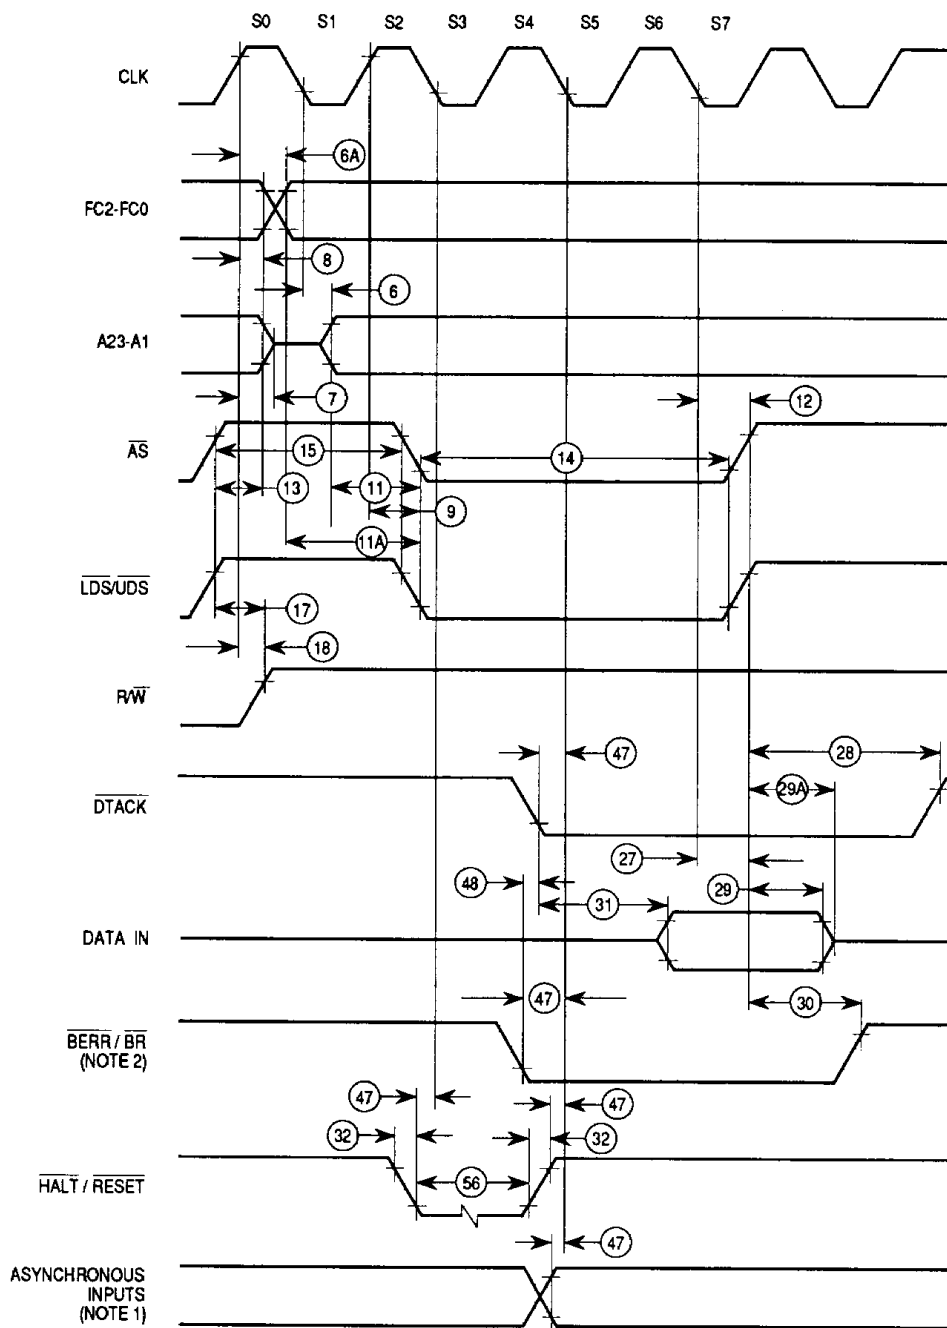 S0 S1 S2 S3 S4 S5 S6 S7
CLK
6A
FC2-FC0
8
6
A23-A1
7
12
AS
15
14
13
11
9
11A
LDS/UDS
17
18
R/W
47
28
DTACK
29A
27
48
29
31
DATA IN
47
30
BERR / BR
(NOTE 2)
47
47
32
32
HALT / RESET
56
47
ASYNCHRONOUS
INPUTS
(NOTE 1)